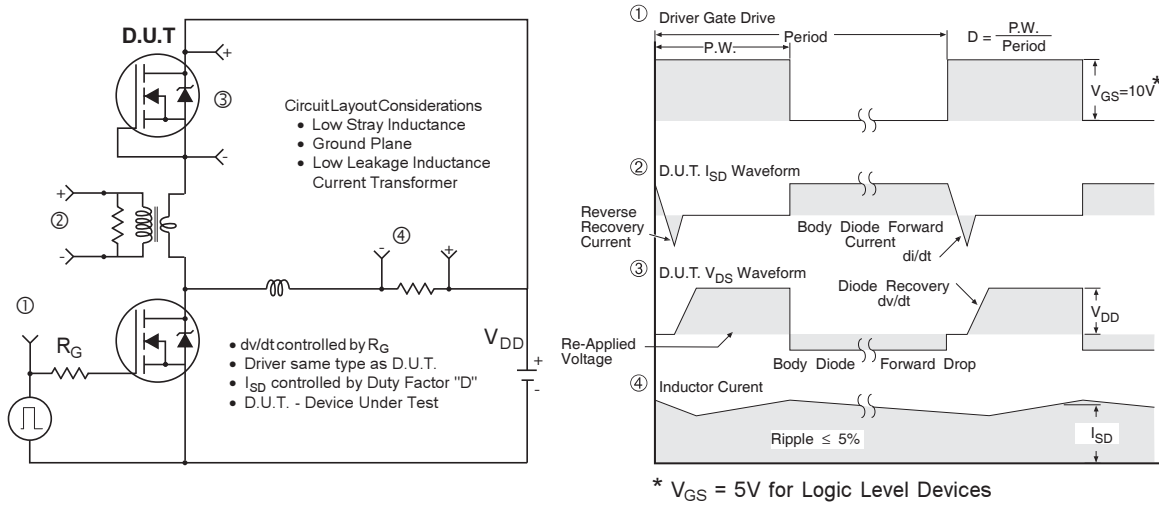 D.U.T
+
③
-
Circuit Layout Considerations
• Low Stray Inductance
• Ground Plane
• Low Leakage Inductance
Current Transformer
+
②
-
④
-
+
①
R_G
• dv/dt controlled by R_G
• Driver same type as D.U.T.
• I_SD controlled by Duty Factor "D"
• D.U.T. - Device Under Test
V_DD
+
-
① Driver Gate Drive
P.W.
Period
D = P.W. / Period
V_GS=10V*
② D.U.T. I_SD Waveform
Reverse
Recovery
Current
Body Diode Forward
Current
di/dt
③ D.U.T. V_DS Waveform
Diode Recovery
dv/dt
V_DD
Re-Applied
Voltage
Body Diode Forward Drop
④ Inductor Curent
Ripple ≤ 5%
I_SD
* V_GS = 5V for Logic Level Devices